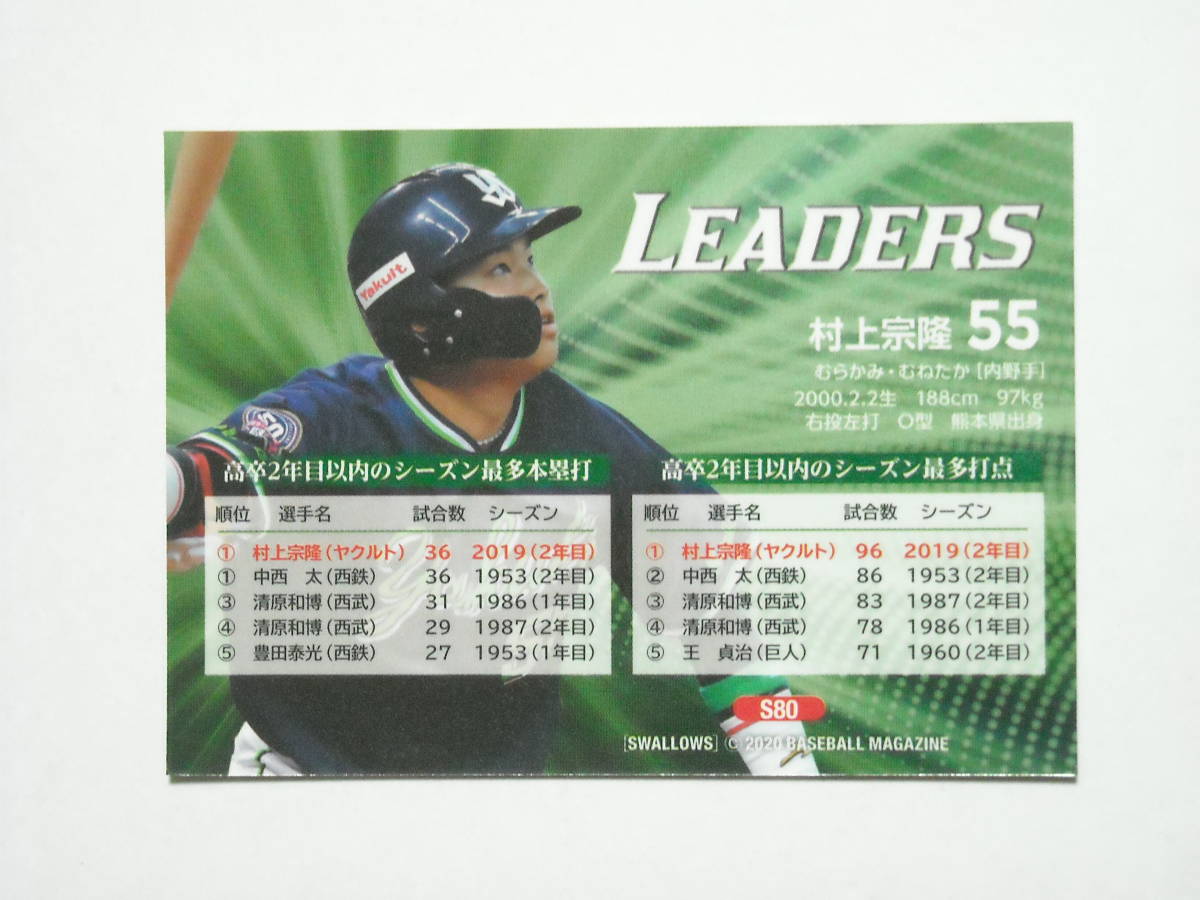 Yakult
LEADERS
村上宗隆 55
むらかみ・むねたか [内野手]
2000.2.2生 188cm 97kg
右投左打 O型 熊本県出身
高卒2年目以内のシーズン最多本塁打
順位 選手名 試合数 シーズン
① 村上宗隆(ヤクルト) 36 2019(2年目)
① 中西 太(西鉄) 36 1953(2年目)
③ 清原和博(西武) 31 1986(1年目)
④ 清原和博(西武) 29 1987(2年目)
⑤ 豊田泰光(西鉄) 27 1953(1年目)
高卒2年目以内のシーズン最多打点
順位 選手名 試合数 シーズン
① 村上宗隆(ヤクルト) 96 2019(2年目)
② 中西 太(西鉄) 86 1953(2年目)
③ 清原和博(西武) 83 1987(2年目)
④ 清原和博(西武) 78 1986(1年目)
⑤ 王 貞治(巨人) 71 1960(2年目)
S80
[SWALLOWS] © 2020 BASEBALL MAGAZINE